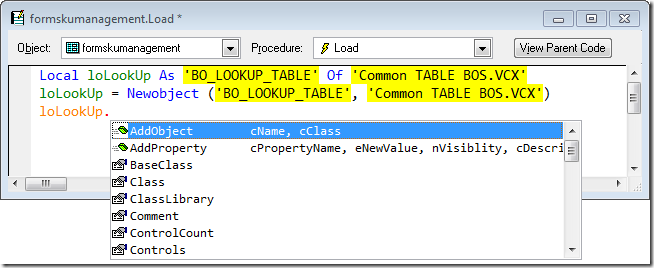 formskumanagement.Load *
Object: formskumanagement Procedure: Load View Parent Code
Local loLookUp As 'BO_LOOKUP_TABLE' Of 'Common TABLE BOS.VCX'
loLookUp = Newobject ('BO_LOOKUP_TABLE', 'Common TABLE BOS.VCX')
loLookUp.
AddObject cName, cClass
AddProperty cPropertyName, eNewValue, nVisiblity, cDescri
BaseClass
Class
ClassLibrary
Comment
ControlCount
Controls